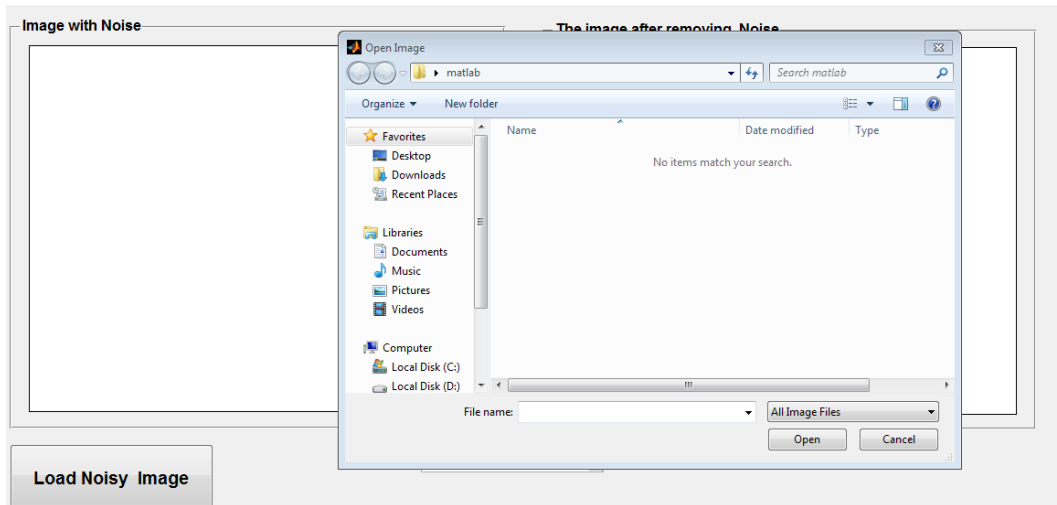 Image with Noise
The image after removing Noise
Open Image
matlab
Search matlab
Organize
New folder
Name
Date modified
Type
Favorites
Desktop
Downloads
Recent Places
No items match your search.
Libraries
Documents
Music
Pictures
Videos
Computer
Local Disk (C:)
Local Disk (D:)
File name:
All Image Files
Open
Cancel
Load Noisy Image